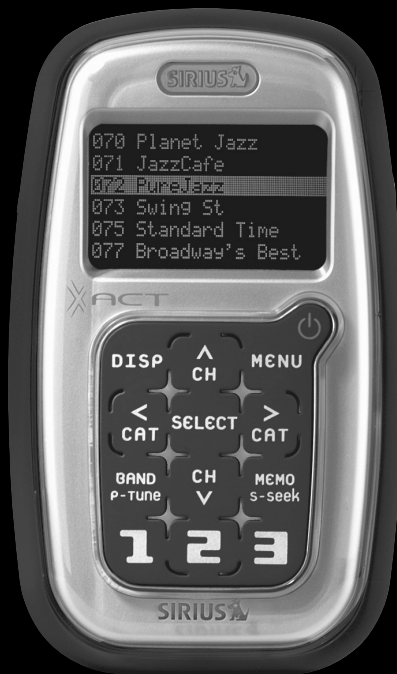 SIRIUS
070 Planet Jazz
071 JazzCafe
072 PureJazz
073 Swing St
075 Standard Time
077 Broadway's Best
XACT
DISP
CH
MENU
CAT
SELECT
CAT
BAND
P-TUNE
CH
MEMO
s-seek
1 2 3
SIRIUS